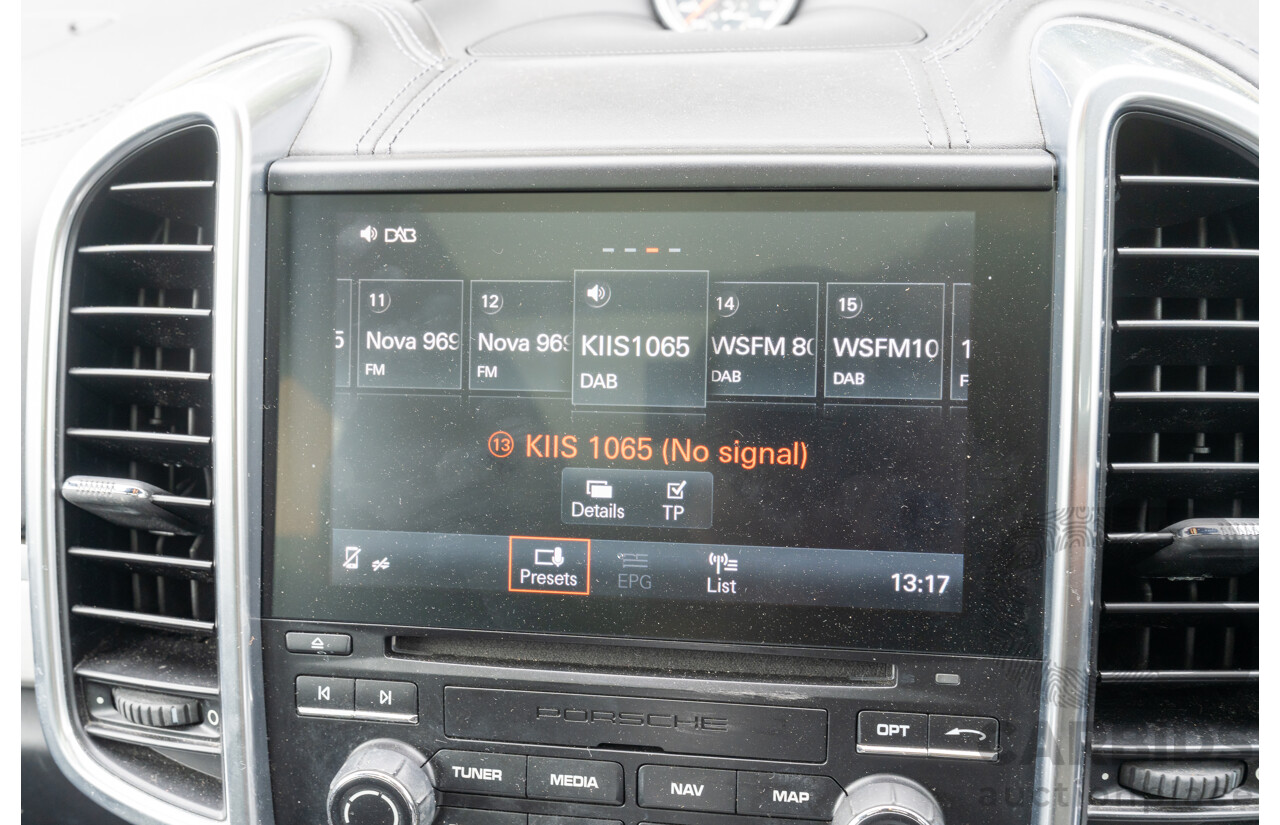 DAB
11
Nova 969
FM
12
Nova 969
FM
KIIS1065
DAB
14
WSFM 80
DAB
15
WSFM10
DAB
13 KIIS 1065 (No signal)
Details
TP
Presets
EPG
List
13:17
PORSCHE
OPT
TUNER
MEDIA
NAV
MAP